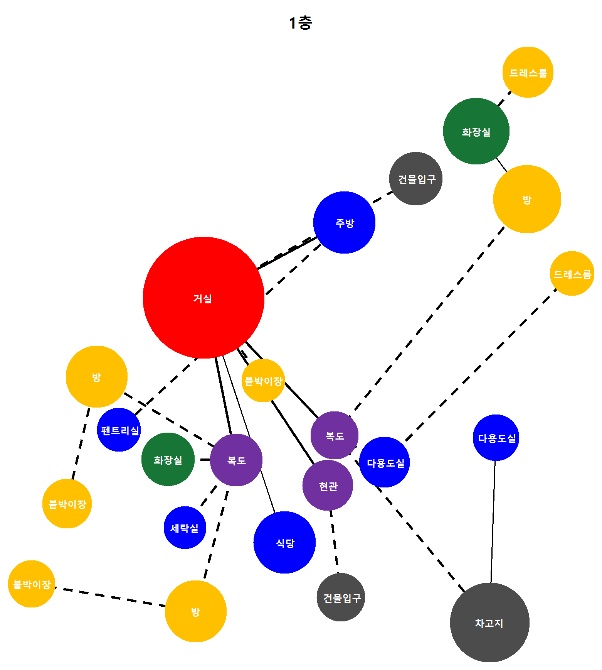 1층
드레스룸
화장실
건물입구
방
주방
드레스룸
거실
방
붙박이장
펜트리실
복도
다용도실
화장실
복도
다용도실
현관
붙박이장
세탁실
식당
붙박이장
방
건물입구
차고지